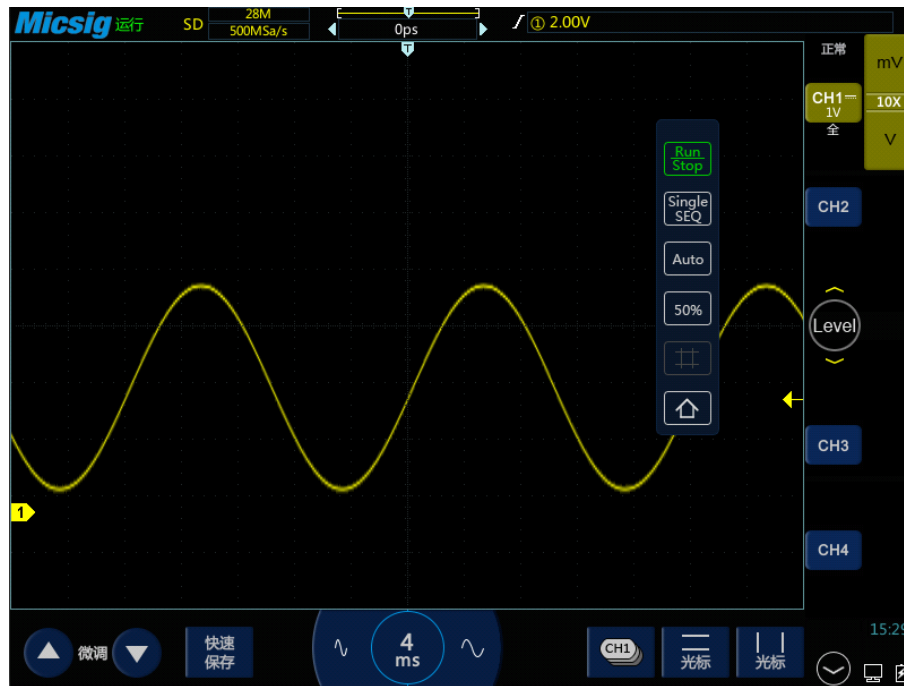 Micsig 运行
SD
28M
500MSa/s
T
0ps
① 2.00V
T
正常
mV
CH1
1V
10X
全
V
Run
Stop
Single
SEQ
CH2
Auto
50%
Level
CH3
1
CH4
微调
快速
保存
4
ms
CH1
光标
光标
15:29